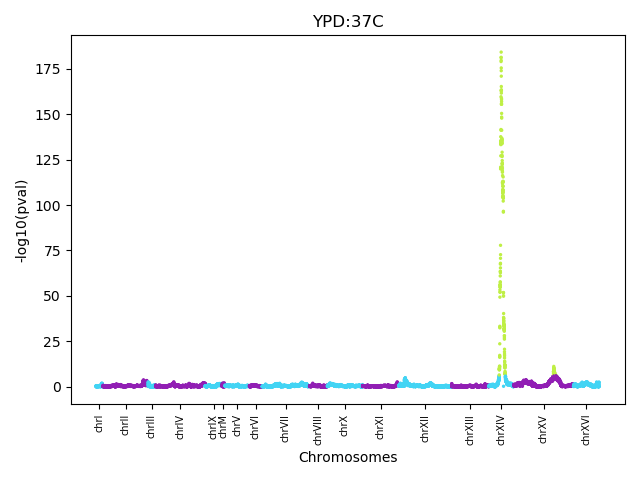 YPD:37C
-log10(pval)
175
150
125
100
75
50
25
0
chrI
chrII
chrIII
chrIV
chrIX
chrM
chrV
chrVI
chrVII
chrVIII
chrX
chrXI
chrXII
chrXIII
chrXIV
chrXV
chrXVI
Chromosomes